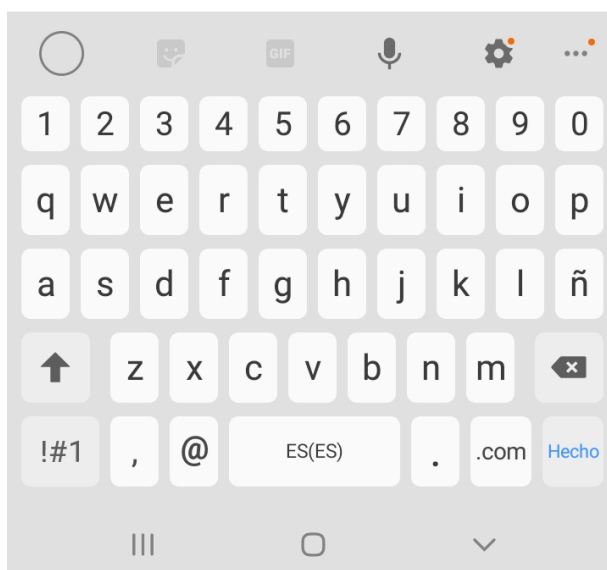 GIF
1 2 3 4 5 6 7 8 9 0
q w e r t y u i o p
a s d f g h j k l ñ
z x c v b n m
!#1 , @ ES(ES) . .com Hecho